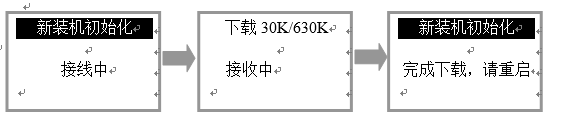 新装机初始化
接线中
下载 30K/630K
接收中
新装机初始化
完成下载，请重启